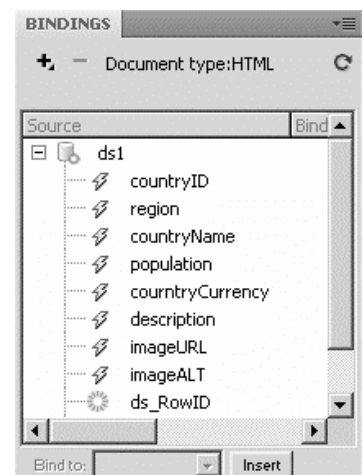 BINDINGS
Document type:HTML
Source Bind
ds1
countryID
region
countryName
population
courntryCurrency
description
imageURL
imageALT
ds_RowID
Bind to: Insert